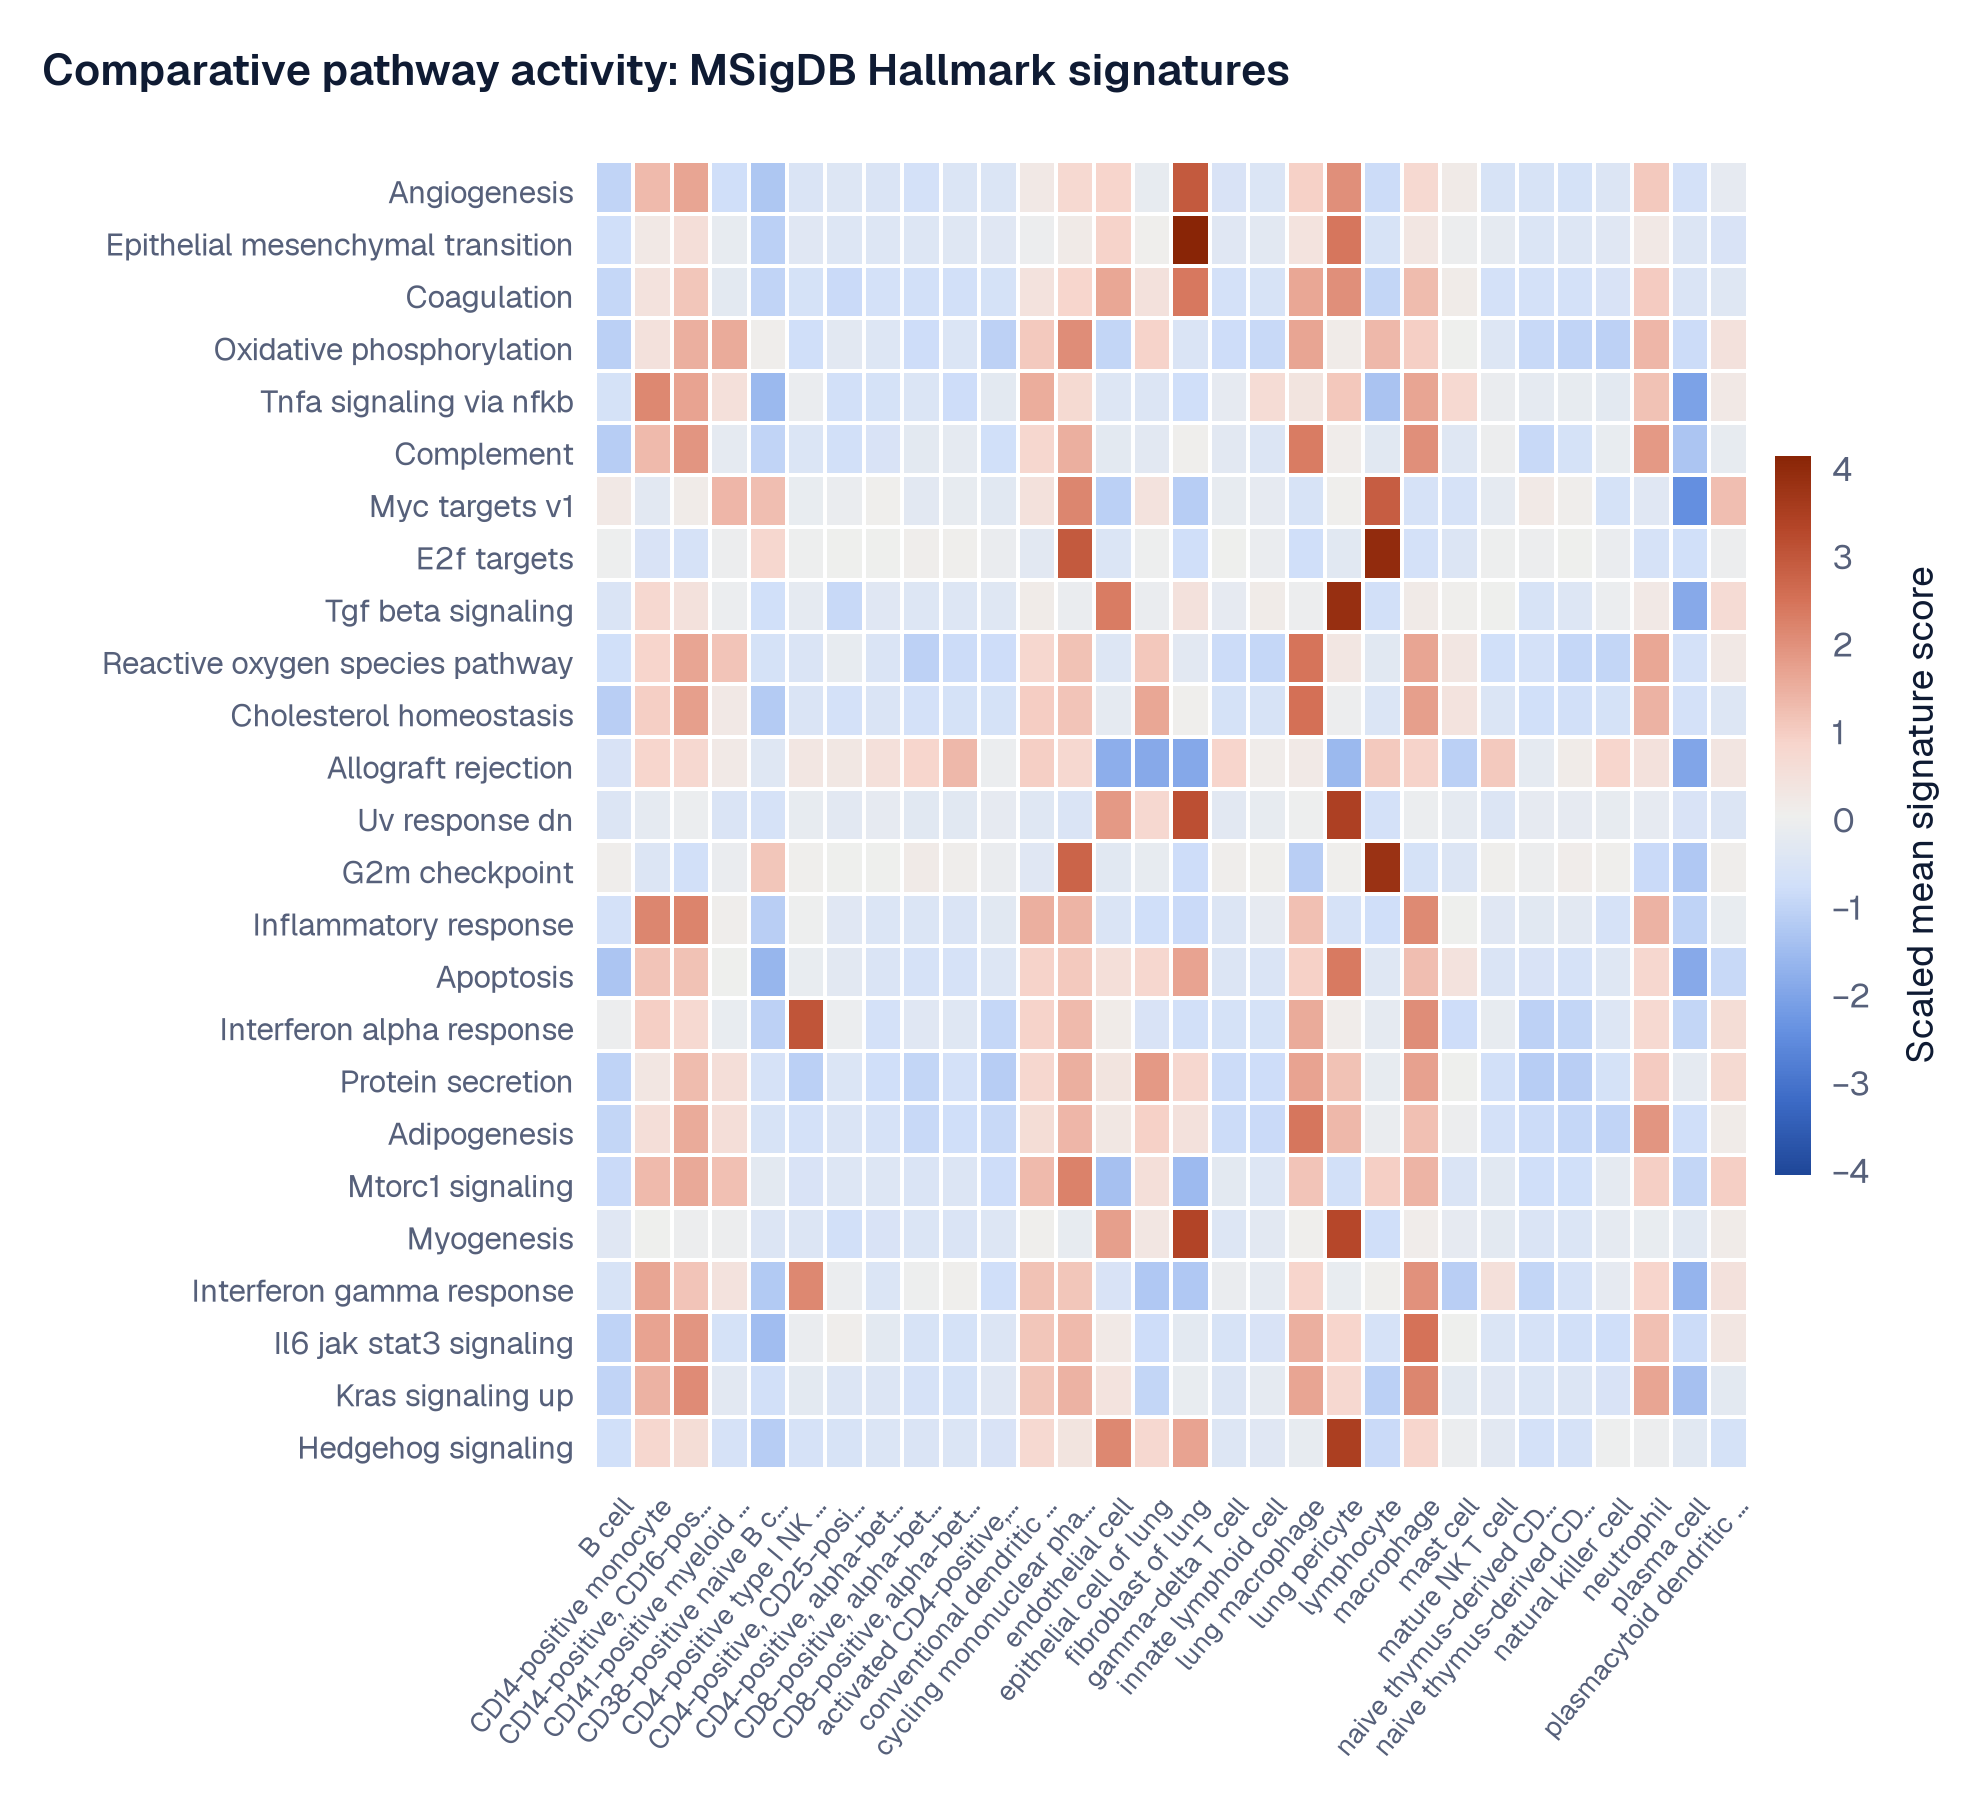 Comparative pathway activity: MSigDB Hallmark signatures
Angiogenesis
Epithelial mesenchymal transition
Coagulation
Oxidative phosphorylation
Tnfa signaling via nfkb
Complement
Myc targets v1
E2f targets
Tgf beta signaling
Reactive oxygen species pathway
Cholesterol homeostasis
Allograft rejection
Uv response dn
G2m checkpoint
Inflammatory response
Apoptosis
Interferon alpha response
Protein secretion
Adipogenesis
Mtorc1 signaling
Myogenesis
Interferon gamma response
Il6 jak stat3 signaling
Kras signaling up
Hedgehog signaling
B cell
CD14-positive monocyte
CD14-positive, CD16-pos...
CD141-positive myeloid ...
CD38-positive naive B c...
CD4-positive type I NK ...
CD4-positive, CD25-posi...
CD4-positive, alpha-bet...
CD8-positive, alpha-bet...
CD8-positive, alpha-bet...
activated CD4-positive,...
conventional dendritic ...
cycling mononuclear pha...
endothelial cell
epithelial cell of lung
fibroblast of lung
gamma-delta T cell
innate lymphoid cell
lung macrophage
lung pericyte
lymphocyte
macrophage
mast cell
mature NK T cell
naive thymus-derived CD...
naive thymus-derived CD...
natural killer cell
neutrophil
plasma cell
plasmacytoid dendritic ...
4
3
2
1
0
−1
−2
−3
−4
Scaled mean signature score